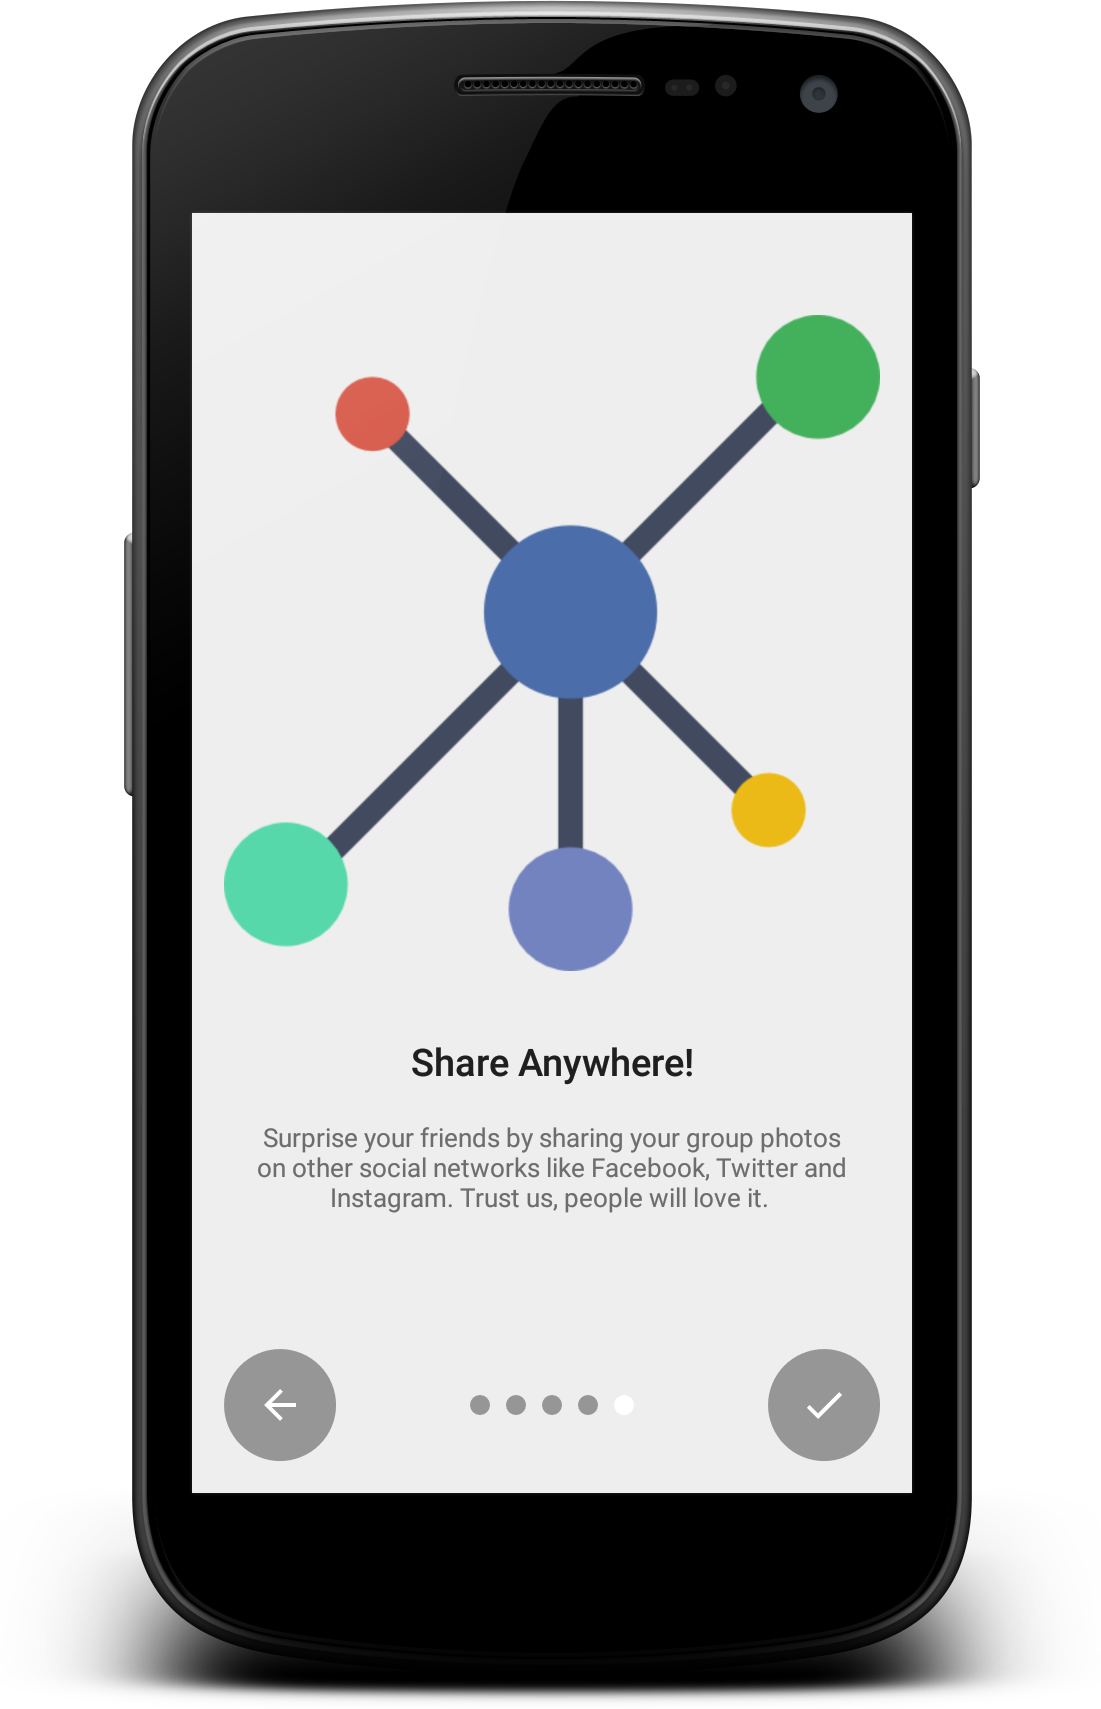 Share Anywhere!
Surprise your friends by sharing your group photos
on other social networks like Facebook, Twitter and
Instagram. Trust us, people will love it.